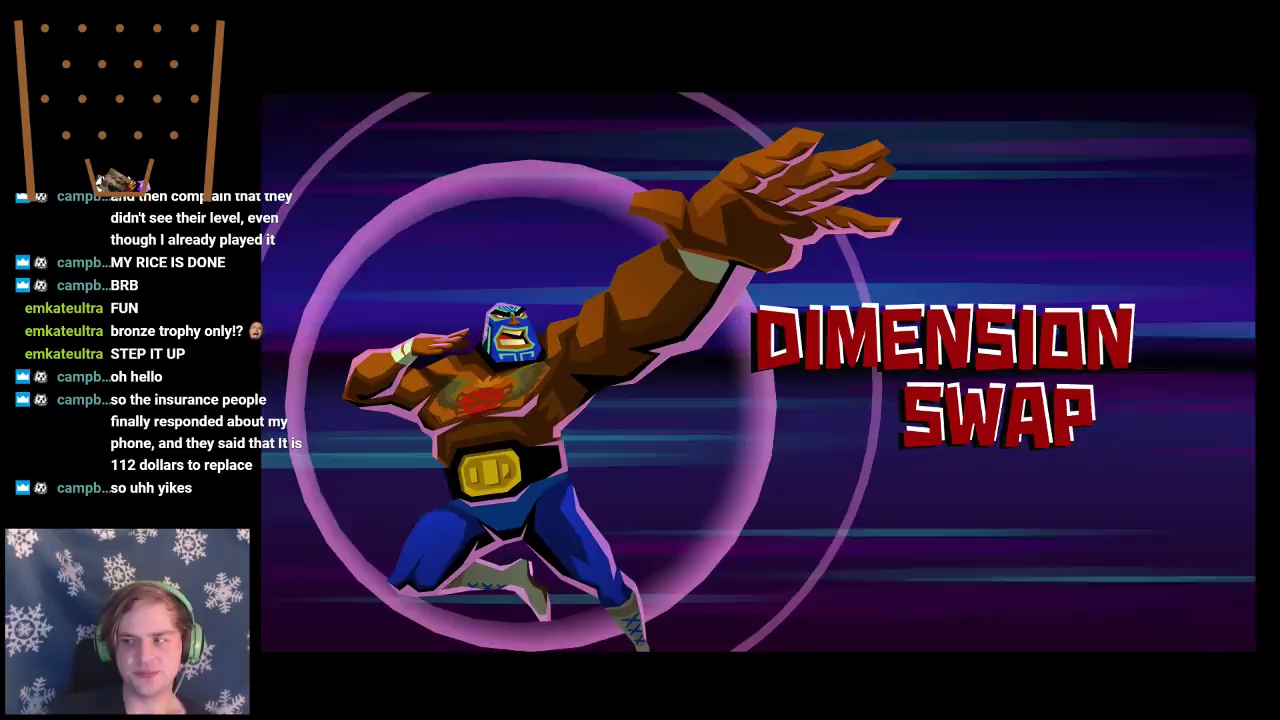 campb... and then complain that they
didn't see their level, even
though I already played it
campb... MY RICE IS DONE
campb... BRB
emkateultra FUN
emkateultra bronze trophy only!?
emkateultra STEP IT UP
campb... oh hello
campb... so the insurance people
finally responded about my
phone, and they said that It is
112 dollars to replace
campb... so uhh yikes
DIMENSION
SWAP